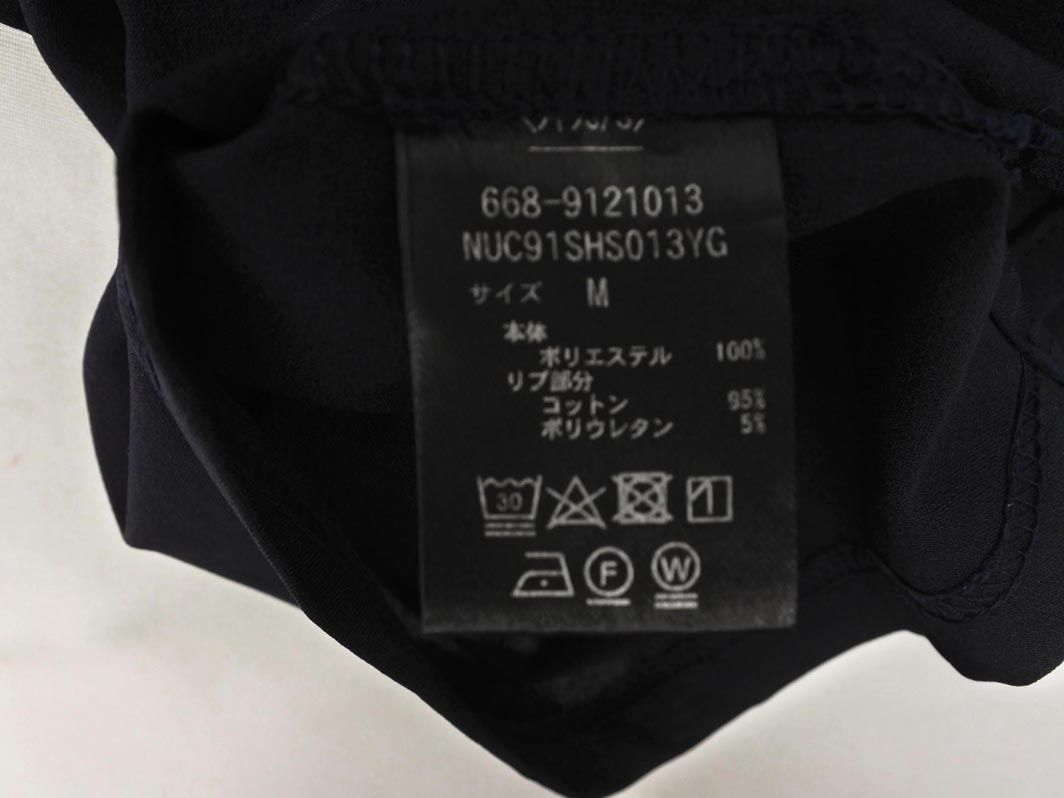 668-9121013
NUC91SHS013YG
サイズ M
本体
ポリエステル 100%
リブ部分
コットン 95%
ポリウレタン 5%
30
F W